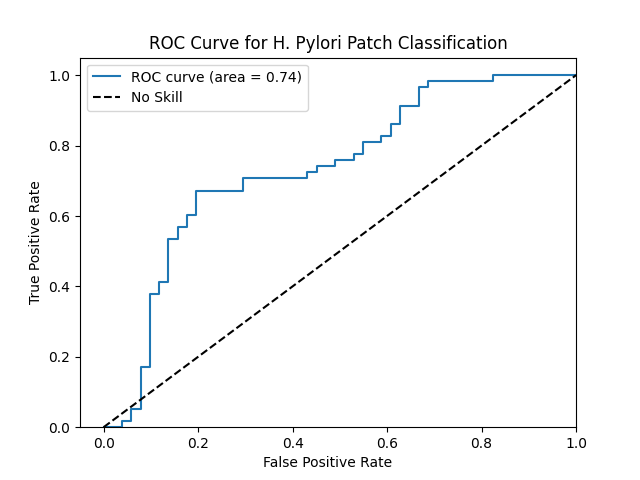 ROC Curve for H. Pylori Patch Classification
ROC curve (area = 0.74)
No Skill
True Positive Rate
1.0
0.8
0.6
0.4
0.2
0.0
0.0 0.2 0.4 0.6 0.8 1.0
False Positive Rate